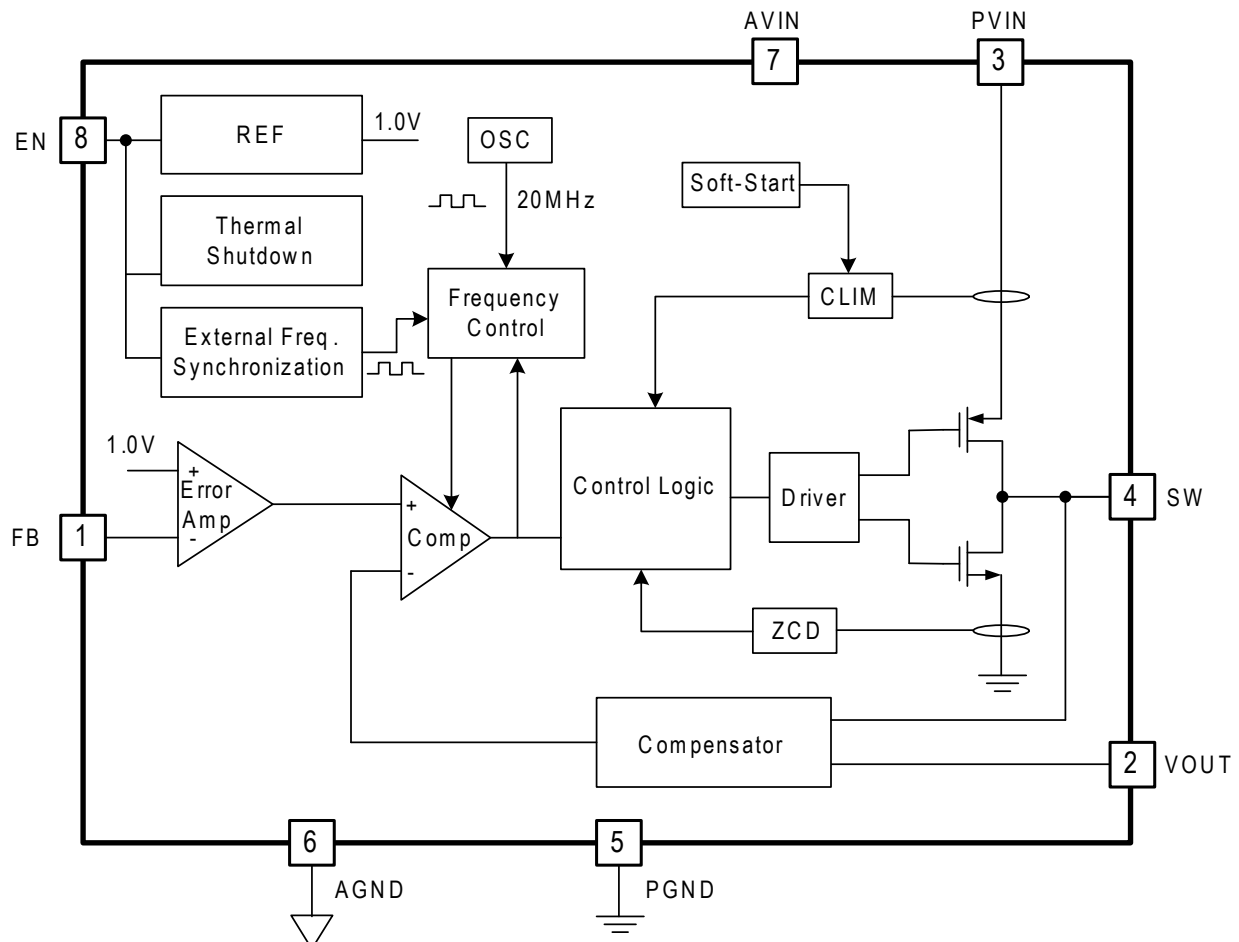 AVIN
PVIN
7
3
EN
8
REF
1.0V
OSC
20MHz
Soft-Start
Thermal
Shutdown
Frequency
Control
CLIM
External Freq.
Synchronization
1.0V
+
Error
Amp
-
FB
1
+
Comp
-
Control Logic
Driver
4
SW
ZCD
Compensator
2
VOUT
6
AGND
5
PGND